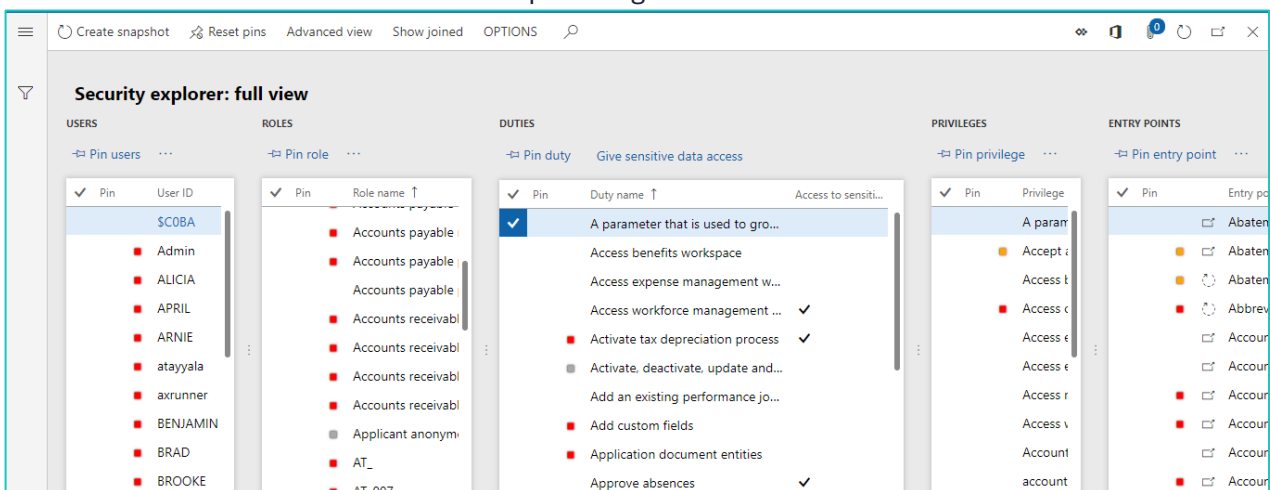 Create snapshot Reset pins Advanced view Show joined OPTIONS 0
Security explorer: full view
USERS ROLES DUTIES PRIVILEGES ENTRY POINTS
Pin users ... Pin role ... Pin duty Give sensitive data access Pin privilege ... Pin entry point ...
Pin User ID Pin Role name ↑ Pin Duty name ↑ Access to sensiti... Pin Privilege Pin Entry po
$C0BA A parameter that is used to gro... A param Abatem
Admin Accounts payable Access benefits workspace Accept a Abatem
ALICIA Accounts payable Access expense management w... Access b Abatem
APRIL Accounts payable Access workforce management ... Access Abbrev
ARNIE Accounts receivabl Activate tax depreciation process Access e Accour
atayyala Accounts receivabl Activate, deactivate, update and... Access e Accour
axrunner Accounts receivabl Add an existing performance jo... Access r Accour
BENJAMIN Accounts receivabl Add custom fields Access v Accour
BRAD Applicant anonym Application document entities Account Accour
BROOKE AT_ Approve absences account Accour